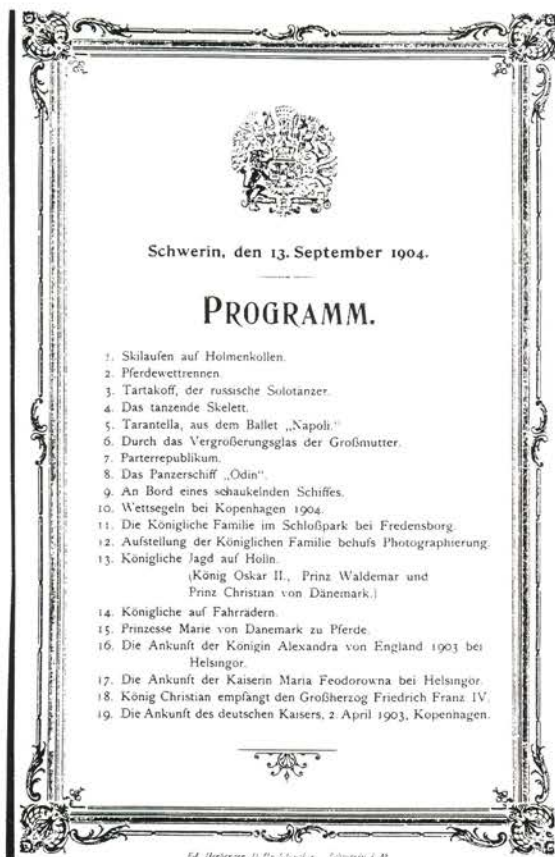 Schwerin, den 13. September 1904.
PROGRAMM.
1. Skilaufen auf Holmenkollen.
2. Pferdewettrennen.
3. Tartakoff, der russische Solotänzer.
4. Das tanzende Skelett.
5. Tarantella, aus dem Ballet „Napoli.“
6. Durch das Vergrößerungsglas der Großmutter.
7. Parterrepublikum.
8. Das Panzerschiff „Odin“.
9. An Bord eines schaukelnden Schiffes.
10. Wettsegeln bei Kopenhagen 1904.
11. Die Königliche Familie im Schloßpark bei Fredensborg.
12. Aufstellung der Königlichen Familie behufs Photographierung.
13. Königliche Jagd auf Holln.
(König Oskar II., Prinz Waldemar und
Prinz Christian von Dänemark.)
14. Königliche auf Fahrrädern.
15. Prinzesse Marie von Dänemark zu Pferde.
16. Die Ankunft der Königin Alexandra von England 1903 bei
Helsingör.
17. Die Ankunft der Kaiserin Maria Feodorowna bei Helsingör.
18. König Christian empfängt den Großherzog Friedrich Franz IV.
19. Die Ankunft des deutschen Kaisers, 2. April 1903, Kopenhagen.